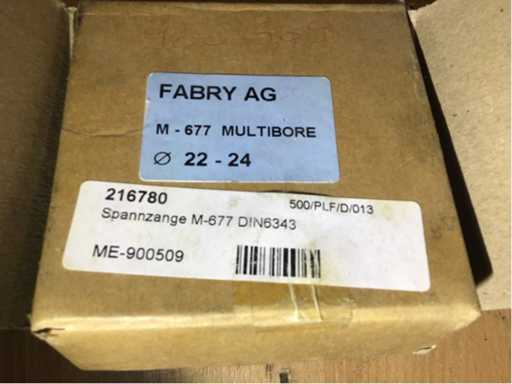 FABRY AG
M - 677 MULTIBORE
Ø 22 - 24
216780
500/PLF/D/013
Spannzange M-677 DIN6343
ME-900509